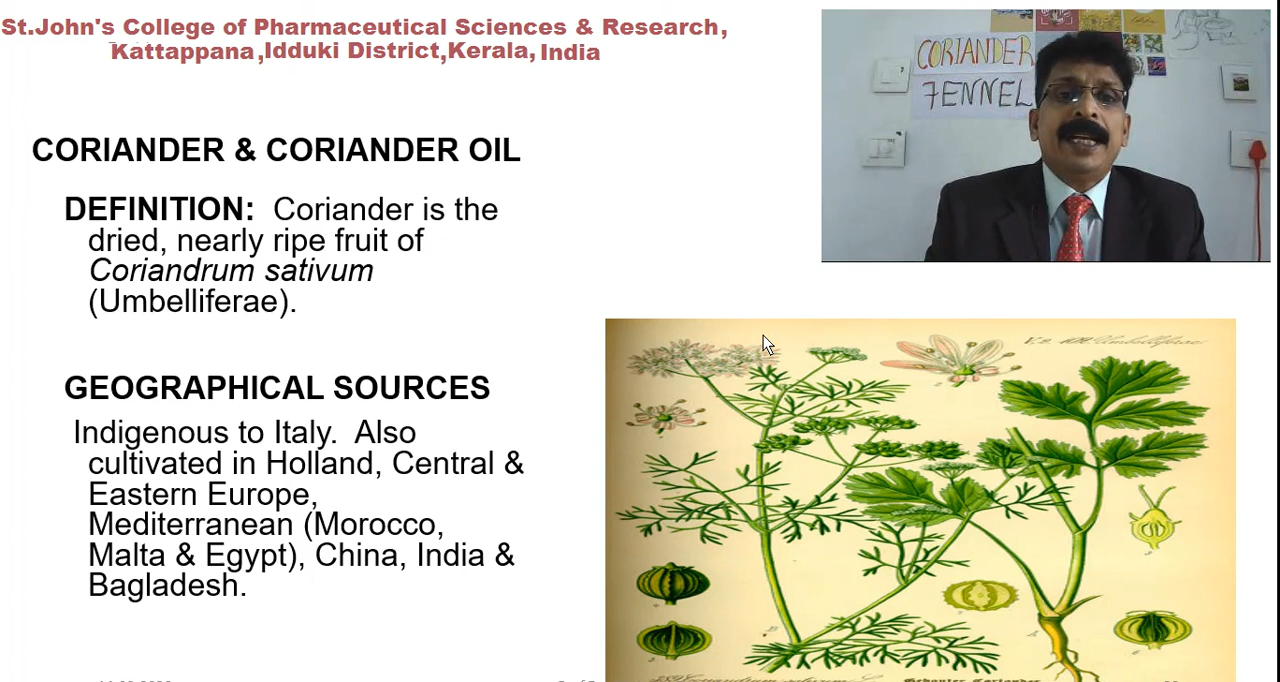 St.John's College of Pharmaceutical Sciences & Research,
Kattappana,Idduki District,Kerala, India
CORIANDER
FENNEL
CORIANDER & CORIANDER OIL
DEFINITION: Coriander is the
dried, nearly ripe fruit of
Coriandrum sativum
(Umbelliferae).
GEOGRAPHICAL SOURCES
Indigenous to Italy. Also
cultivated in Holland, Central &
Eastern Europe,
Mediterranean (Morocco,
Malta & Egypt), China, India &
Bagladesh.
Umbelliferae